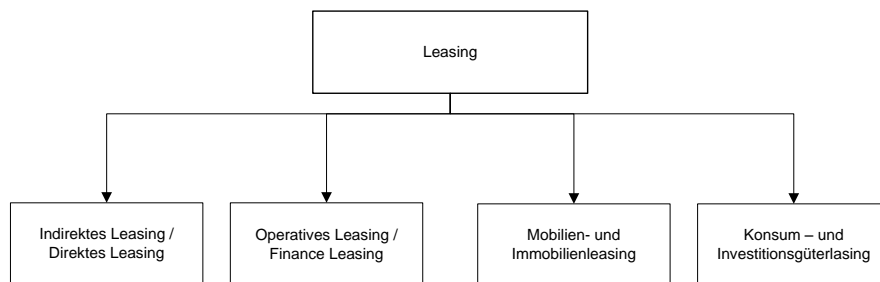 Leasing
Indirektes Leasing /
Direktes Leasing
Operatives Leasing /
Finance Leasing
Mobilien- und
Immobilienleasing
Konsum – und
Investitionsgüterlasing